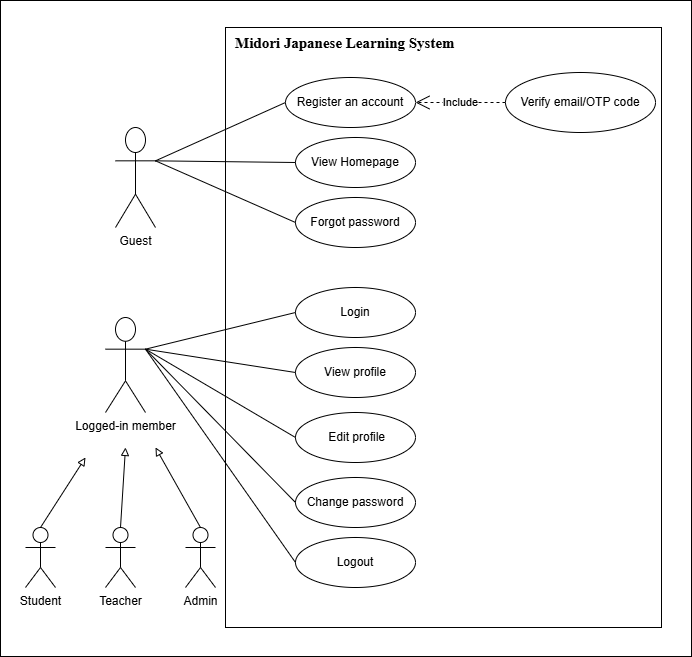 Midori Japanese Learning System
Register an account
Include
Verify email/OTP code
View Homepage
Forgot password
Guest
Login
View profile
Edit profile
Change password
Logout
Logged-in member
Student
Teacher
Admin